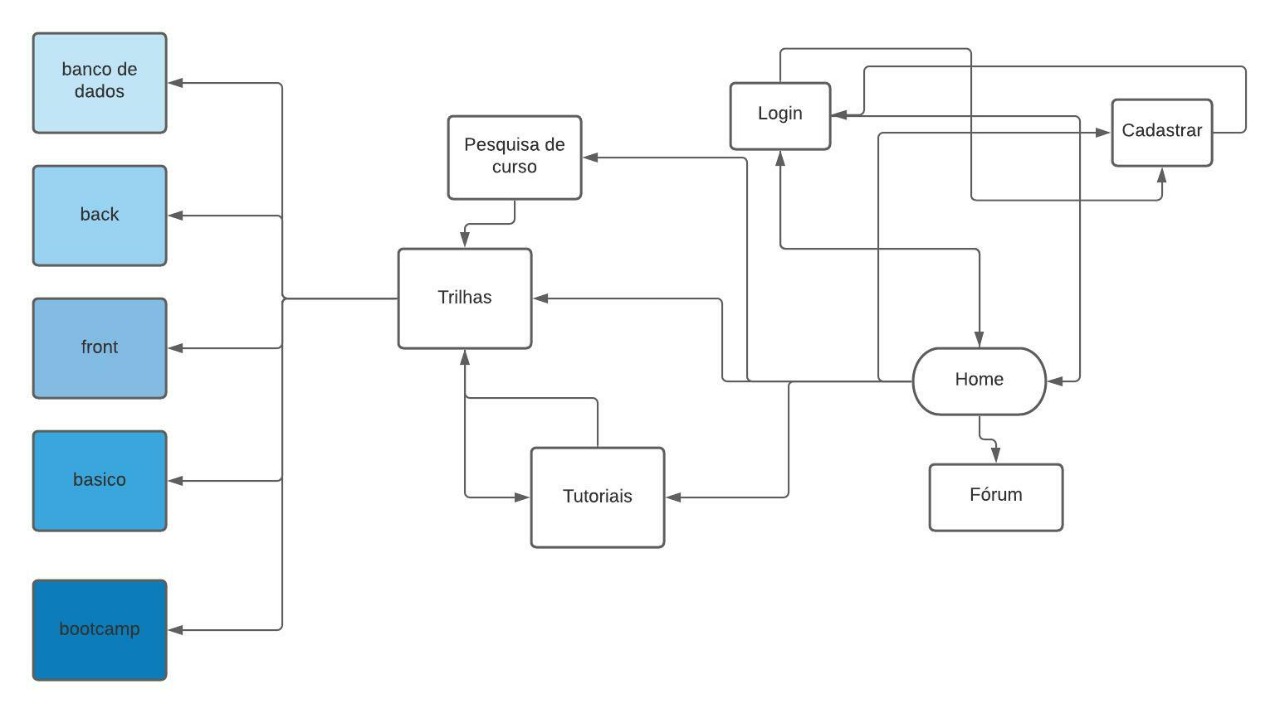 banco de
dados
back
front
basico
bootcamp
Pesquisa de
curso
Trilhas
Tutoriais
Login
Cadastrar
Home
Fórum